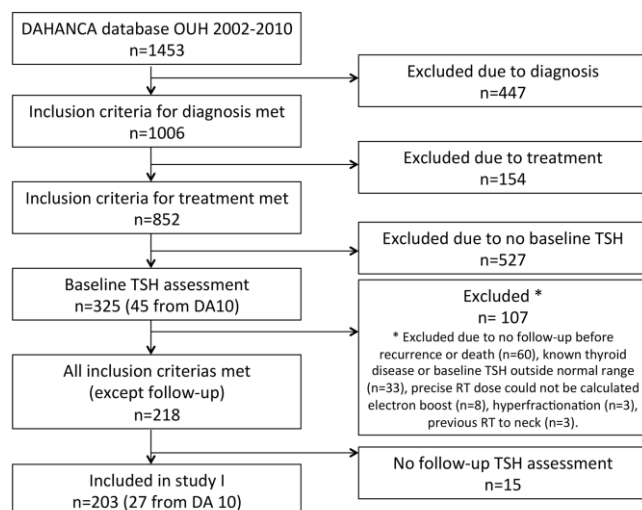 DAHANCA database OUH 2002-2010
n=1453
Excluded due to diagnosis
n=447
Inclusion criteria for diagnosis met
n=1006
Excluded due to treatment
n=154
Inclusion criteria for treatment met
n=852
Excluded due to no baseline TSH
n=527
Baseline TSH assessment
n=325 (45 from DA10)
Excluded *
n= 107
* Excluded due to no follow-up before
recurrence or death (n=60), known thyroid
disease or baseline TSH outside normal range
(n=33), precise RT dose could not be calculated
electron boost (n=8), hyperfractionation (n=3),
previous RT to neck (n=3).
All inclusion criterias met
(except follow-up)
n=218
No follow-up TSH assessment
n=15
Included in study I
n=203 (27 from DA 10)